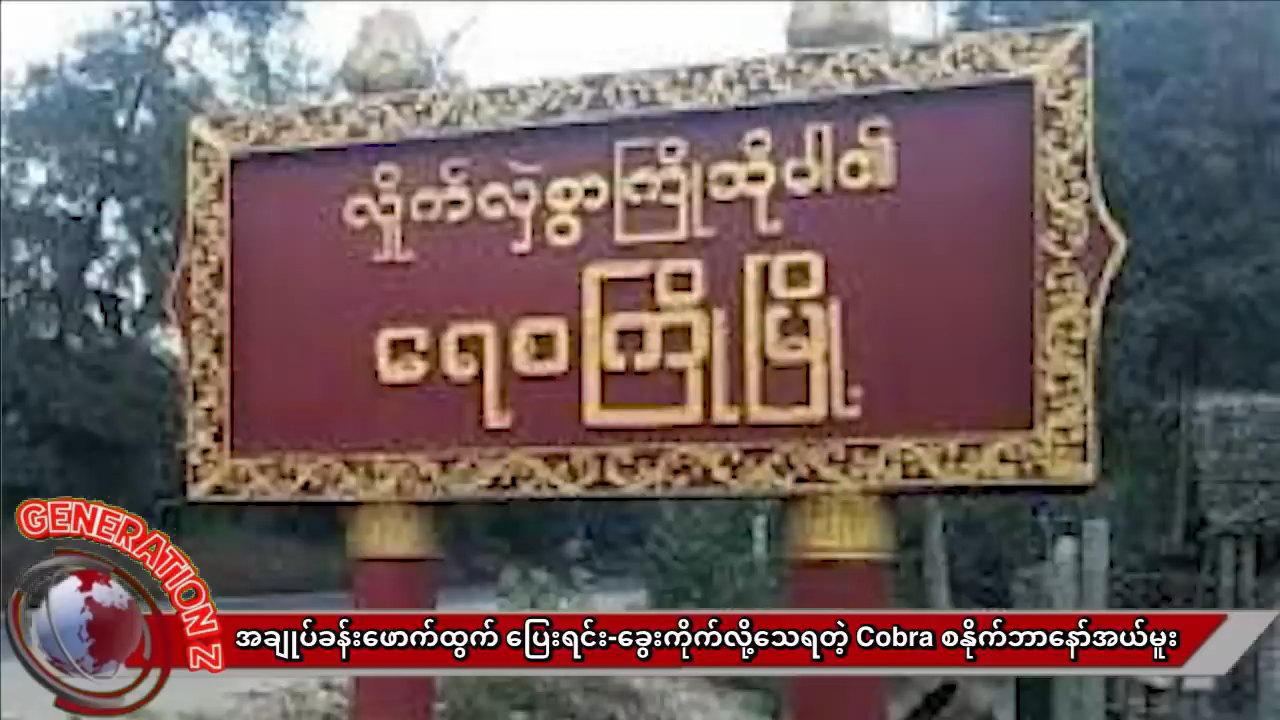 လှိုက်လှဲစွာကြိုဆိုပါ၏
ရေဝကြိုမြို့
GENERATION Z
အချုပ်ခန်းဖောက်ထွက် ပြေးရင်း-ခွေးကိုက်လို့သေရတဲ့ Cobra စနိုက်ဘာနော်အယ်မူး